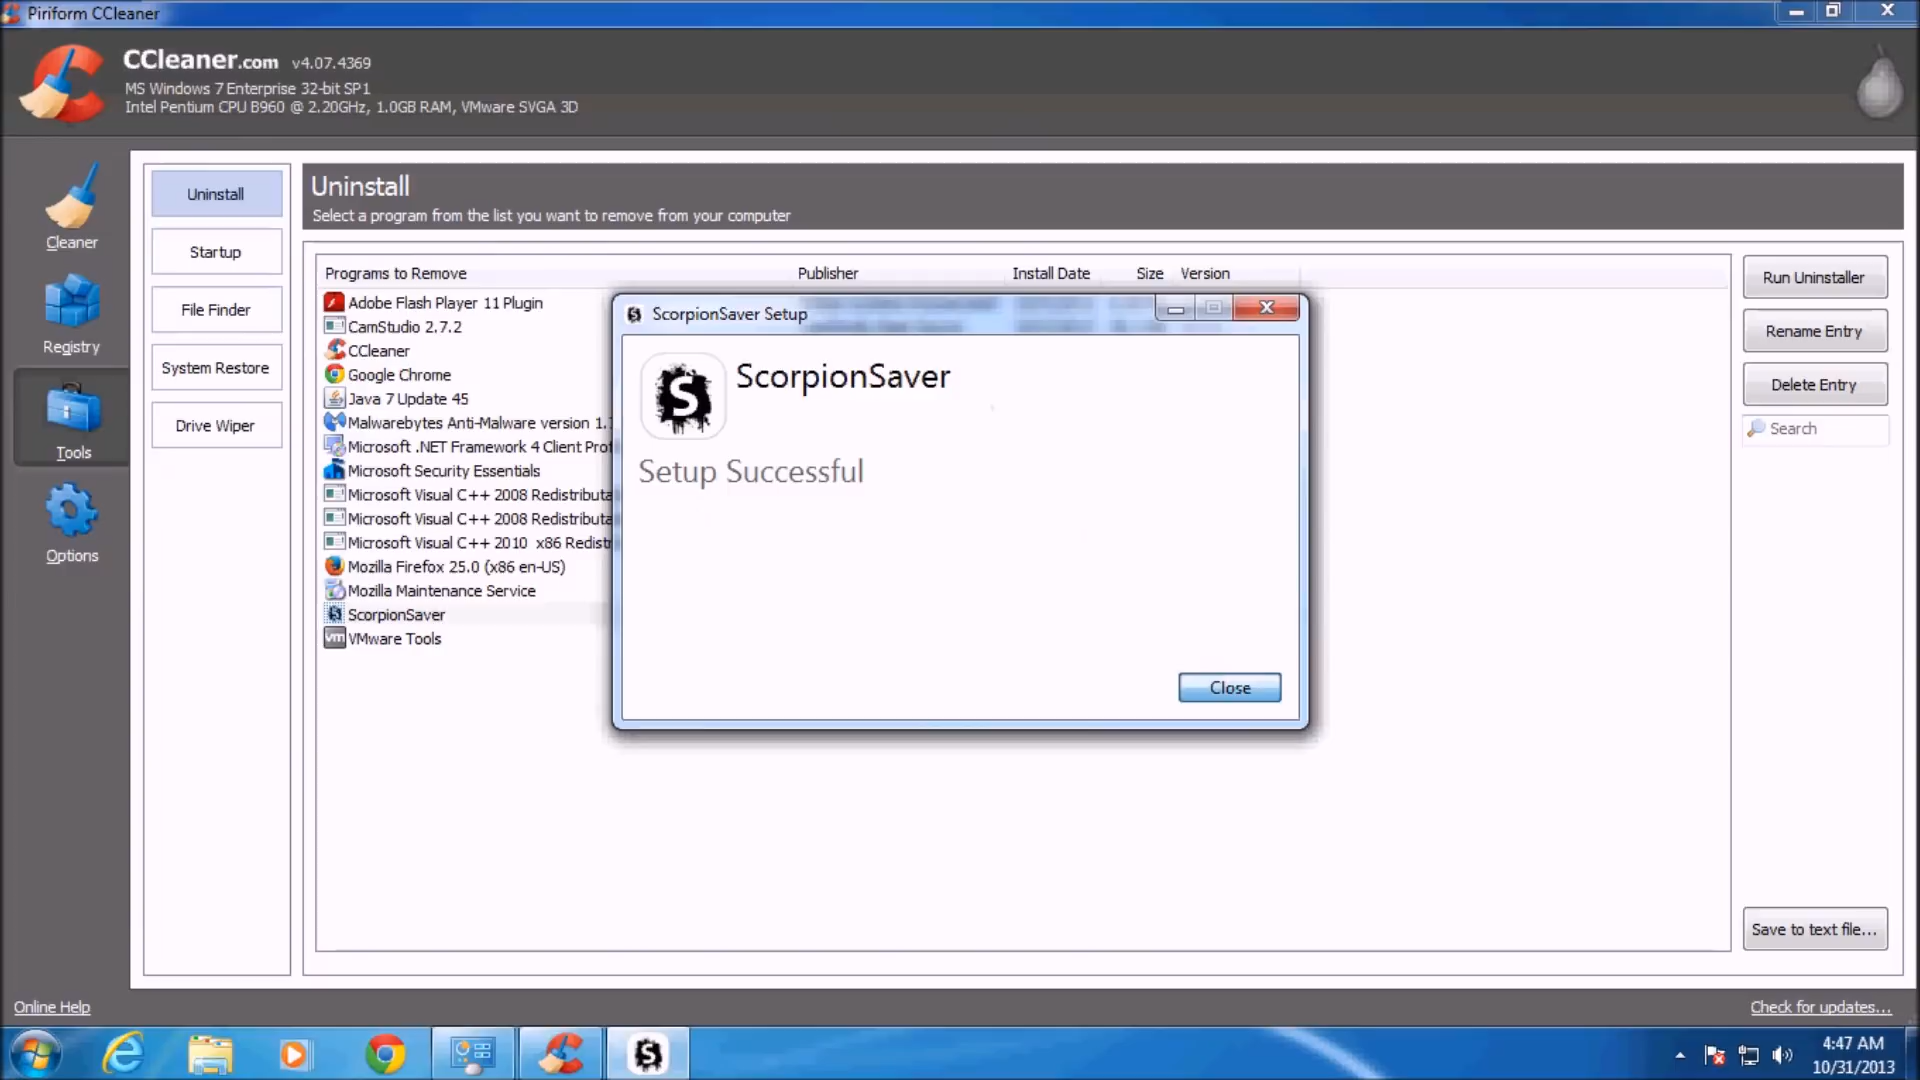 Piriform CCleaner
CCleaner.com v4.07.4369
MS Windows 7 Enterprise 32-bit SP1
Intel Pentium CPU B960 @ 2.20GHz, 1.0GB RAM, VMware SVGA 3D
Cleaner
Registry
Tools
Options
Uninstall
Startup
File Finder
System Restore
Drive Wiper
Uninstall
Select a program from the list you want to remove from your computer
Programs to Remove Publisher Install Date Size Version
Adobe Flash Player 11 Plugin
CamStudio 2.7.2
CCleaner
Google Chrome
Java 7 Update 45
Malwarebytes Anti-Malware version 1.
Microsoft .NET Framework 4 Client
Microsoft Security Essentials
Microsoft Visual C++ 2008
Microsoft Visual C++ 2008
Microsoft Visual C++ 2010 x86
Mozilla Firefox 25.0 (x86 en-US)
Mozilla Maintenance Service
ScorpionSaver
VMware Tools
ScorpionSaver Setup
S
ScorpionSaver
Setup Successful
Close
Run Uninstaller
Rename Entry
Delete Entry
Search
Save to text file...
Online Help
Check for updates...
4:47 AM
10/31/2013